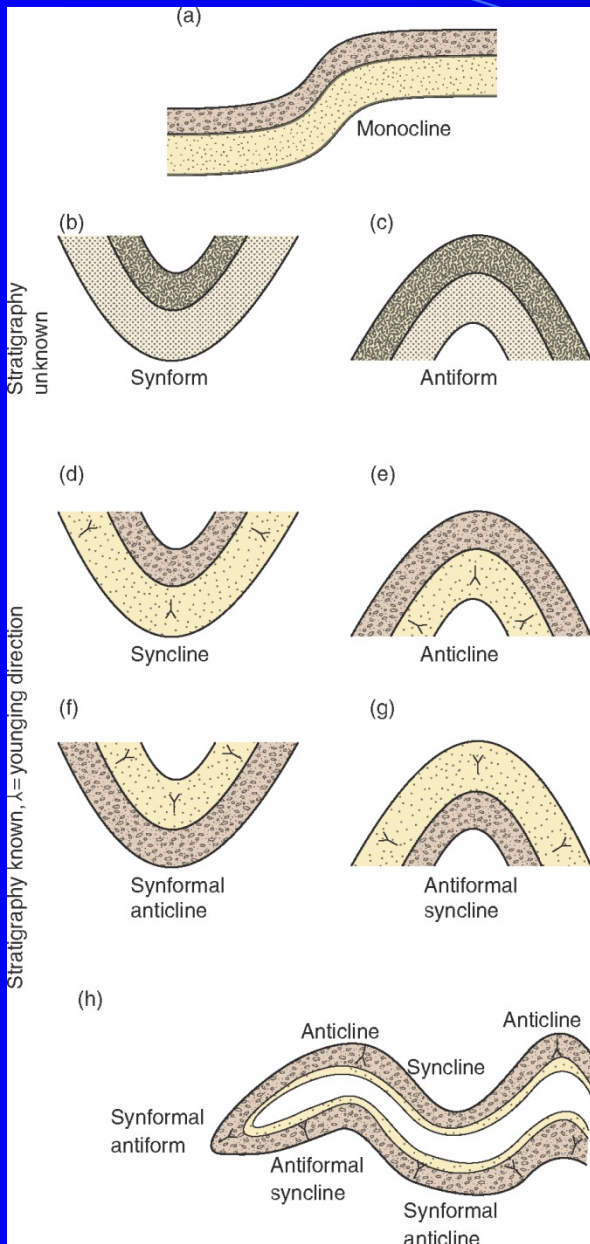 (a)
Monocline
(b)
(c)
Stratigraphy
unknown
Synform
Antiform
(d)
(e)
Syncline
Anticline
Stratigraphy known, ⅄ = younging direction
(f)
(g)
Synformal
anticline
Antiformal
syncline
(h)
Anticline
Anticline
Syncline
Synformal
antiform
Antiformal
syncline
Synformal
anticline